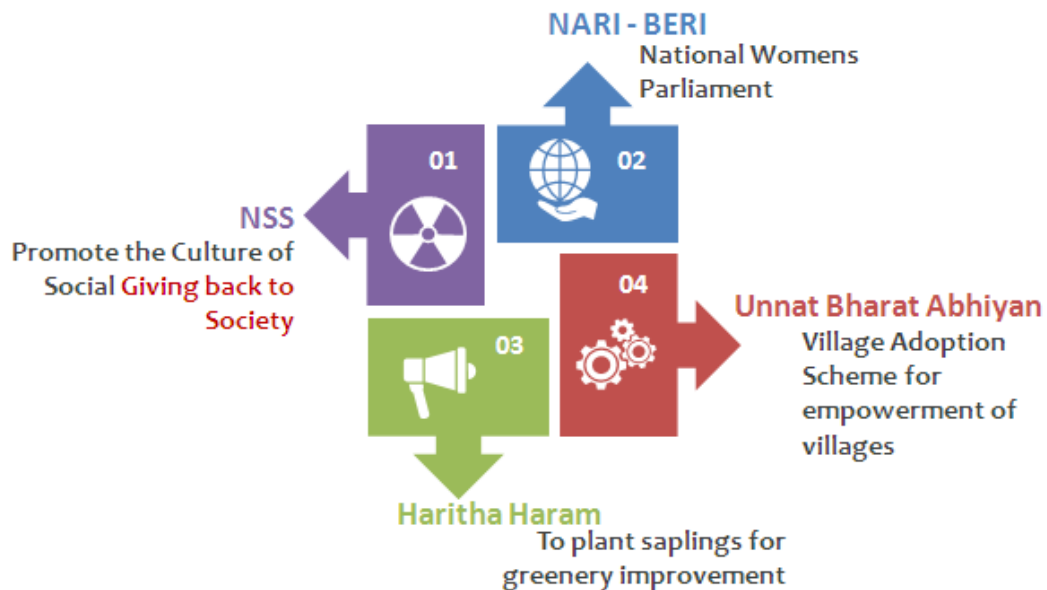 NARI - BERI
National Womens
Parliament
01
02
NSS
Promote the Culture of
Social Giving back to
Society
04
Unnat Bharat Abhiyan
Village Adoption
Scheme for
empowerment of
villages
03
Haritha Haram
To plant saplings for
greenery improvement